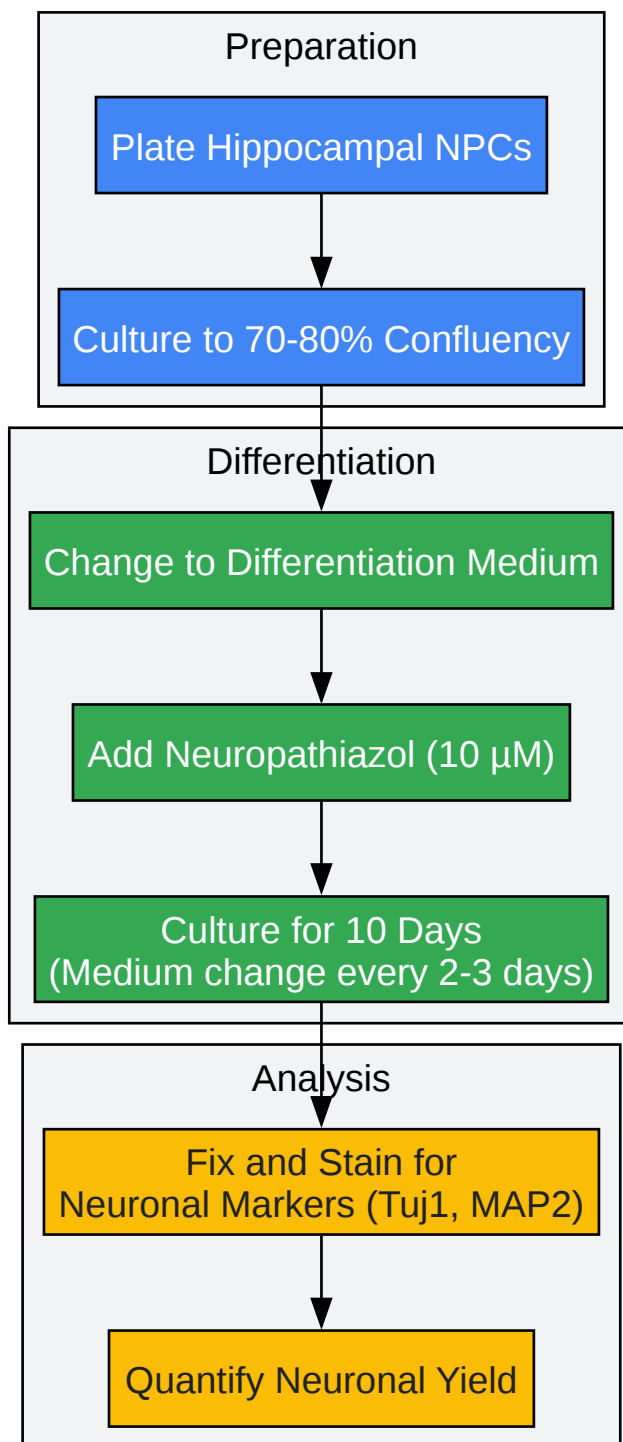 Preparation
Plate Hippocampal NPCs
Culture to 70-80% Confluency
Differentiation
Change to Differentiation Medium
Add Neuropathiazol (10 µM)
Culture for 10 Days
(Medium change every 2-3 days)
Analysis
Fix and Stain for
Neuronal Markers (Tuj1, MAP2)
Quantify Neuronal Yield